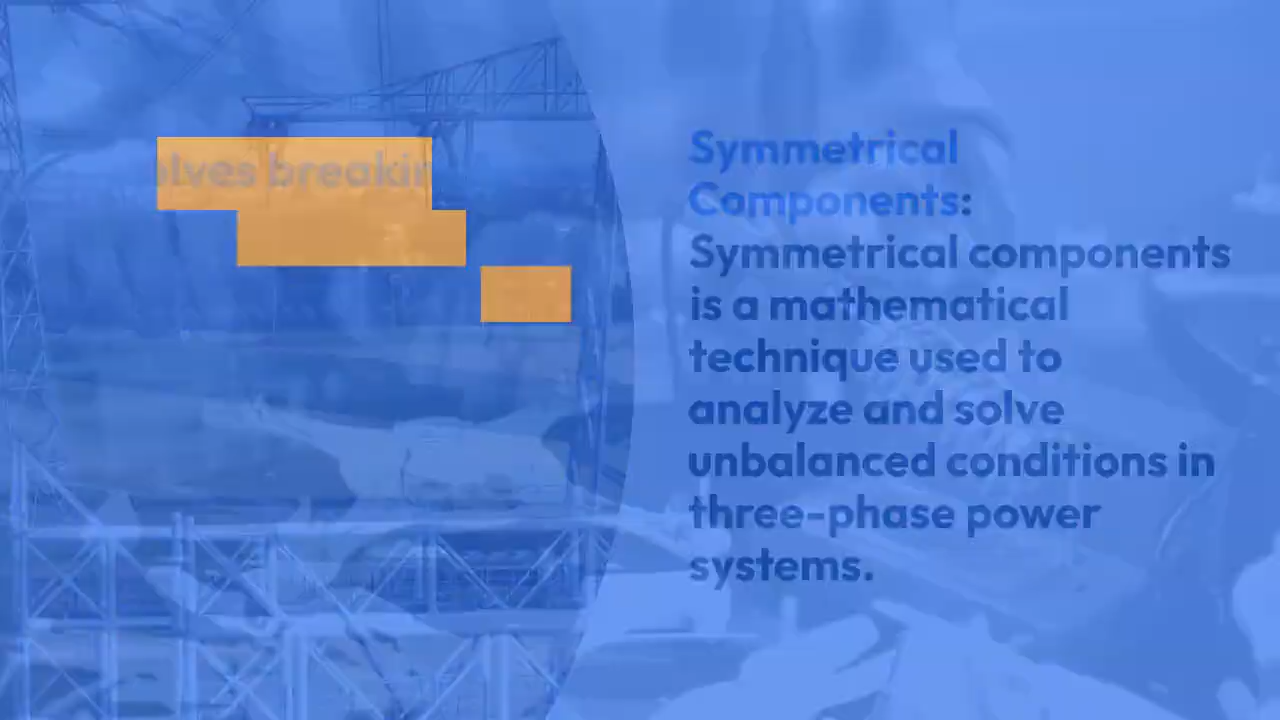 breaking
Symmetrical
Components:
Symmetrical components
is a mathematical
technique used to
analyze and solve
unbalanced conditions in
three-phase power
systems.